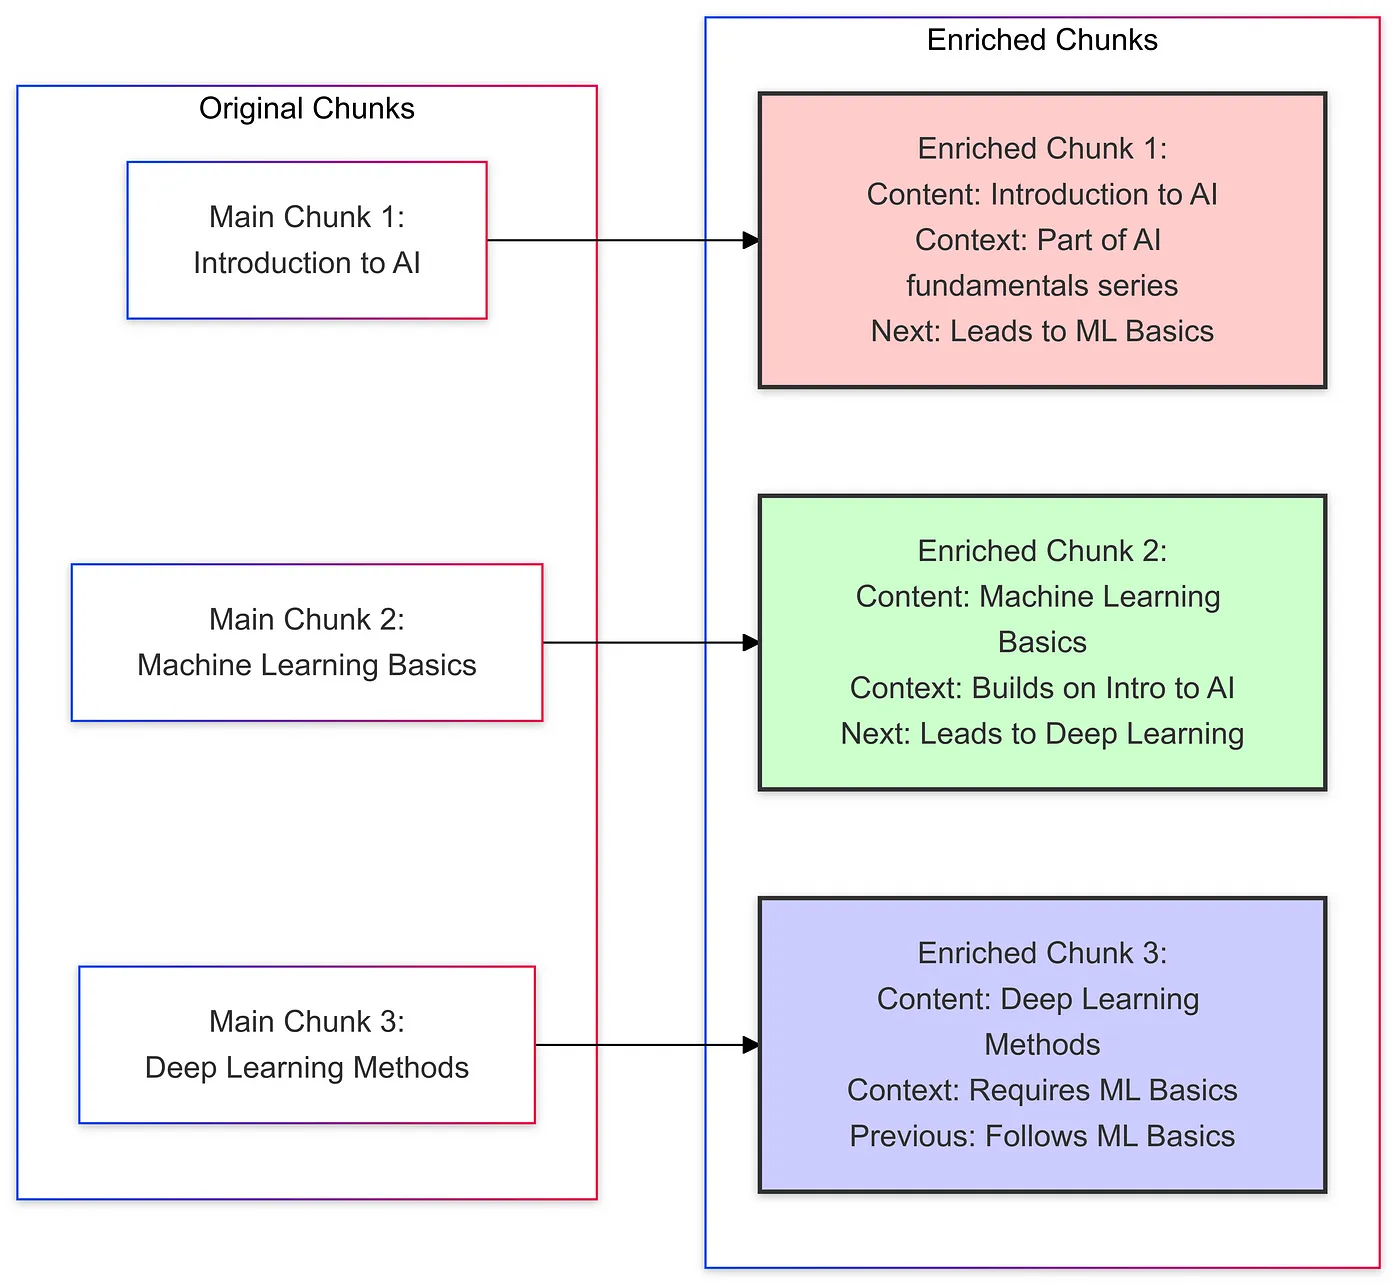 Original Chunks
Main Chunk 1:
Introduction to AI
Main Chunk 2:
Machine Learning Basics
Main Chunk 3:
Deep Learning Methods
Enriched Chunks
Enriched Chunk 1:
Content: Introduction to AI
Context: Part of AI
fundamentals series
Next: Leads to ML Basics
Enriched Chunk 2:
Content: Machine Learning
Basics
Context: Builds on Intro to AI
Next: Leads to Deep Learning
Enriched Chunk 3:
Content: Deep Learning
Methods
Context: Requires ML Basics
Previous: Follows ML Basics